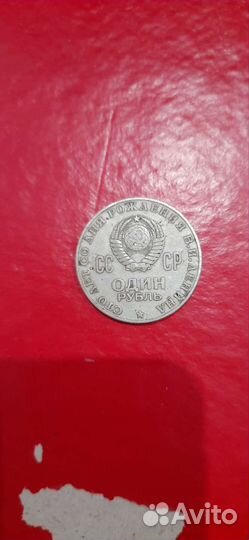 СТО ЛЕТ СО ДНЯ РОЖДЕНИЯ В.И.ЛЕНИНА
СС СР
ОДИН
РУБЛЬ
Avito